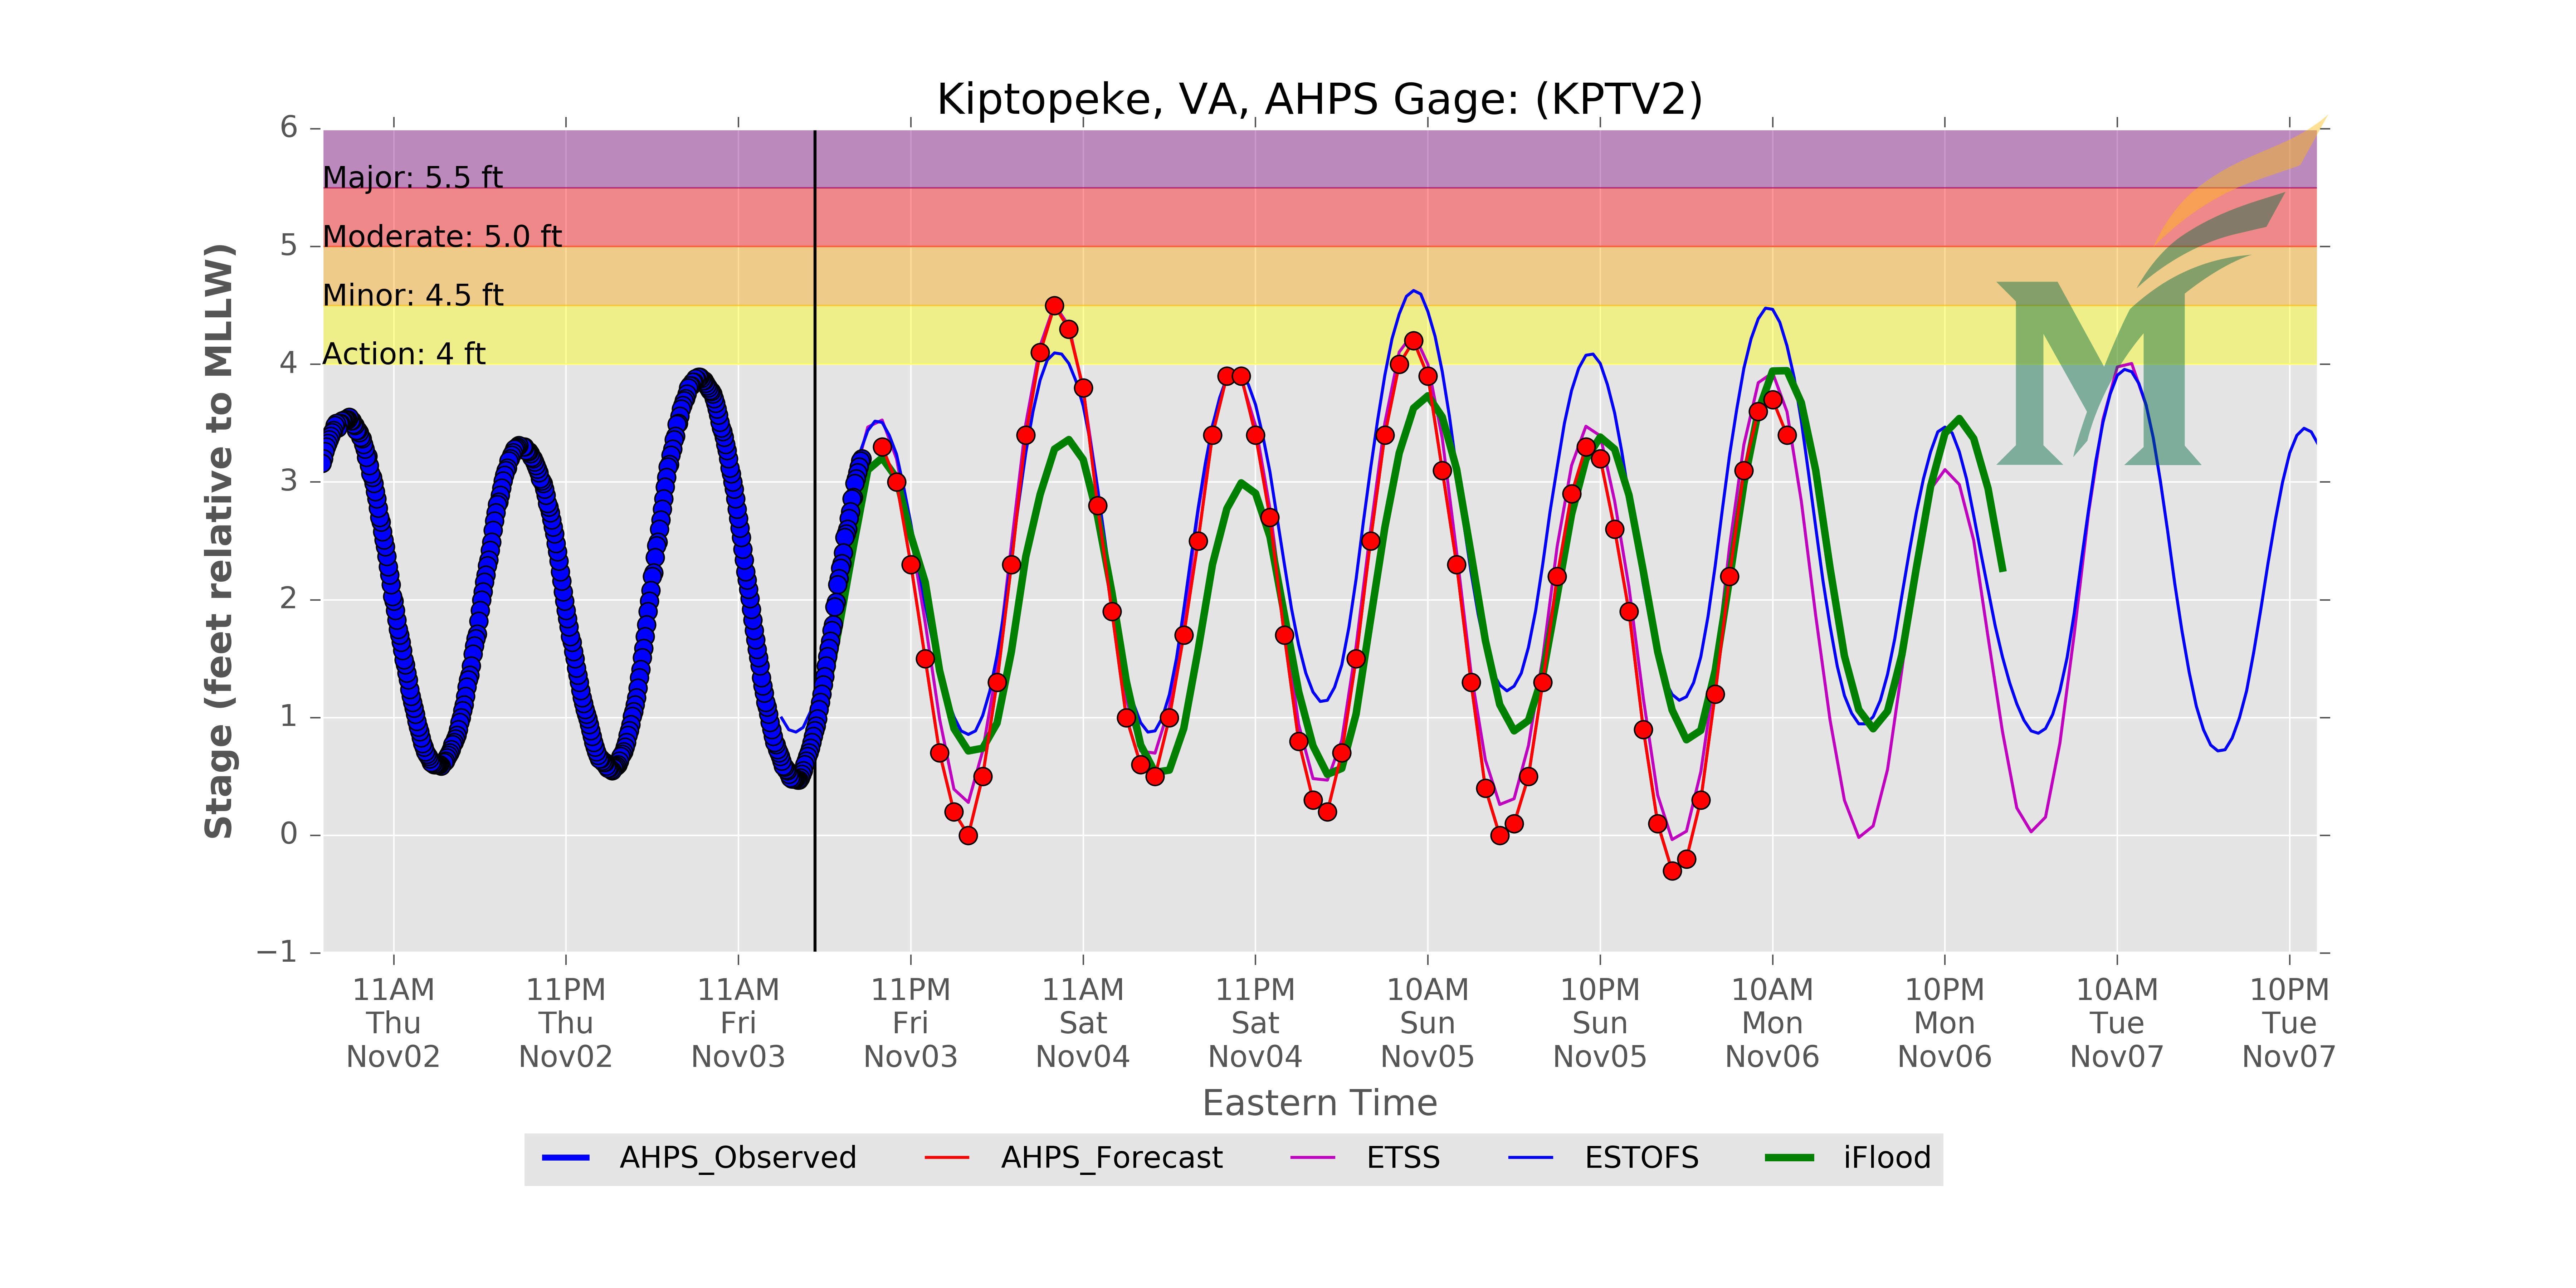 Kiptopeke, VA, AHPS Gage: (KPTV2)
6
Major: 5.5 ft
Moderate: 5.0 ft
5
Minor: 4.5 ft
Action: 4 ft
4
3
2
1
0
−1
Stage (feet relative to MLLW)
M
11AM 11PM 11AM 11PM 11AM 11PM 10AM 10PM 10AM 10PM 10AM 10PM
Thu Thu Fri Fri Sat Sat Sun Sun Mon Mon Tue Tue
Nov02 Nov02 Nov03 Nov03 Nov04 Nov04 Nov05 Nov05 Nov06 Nov06 Nov07 Nov07
Eastern Time
AHPS_Observed AHPS_Forecast ETSS ESTOFS iFlood